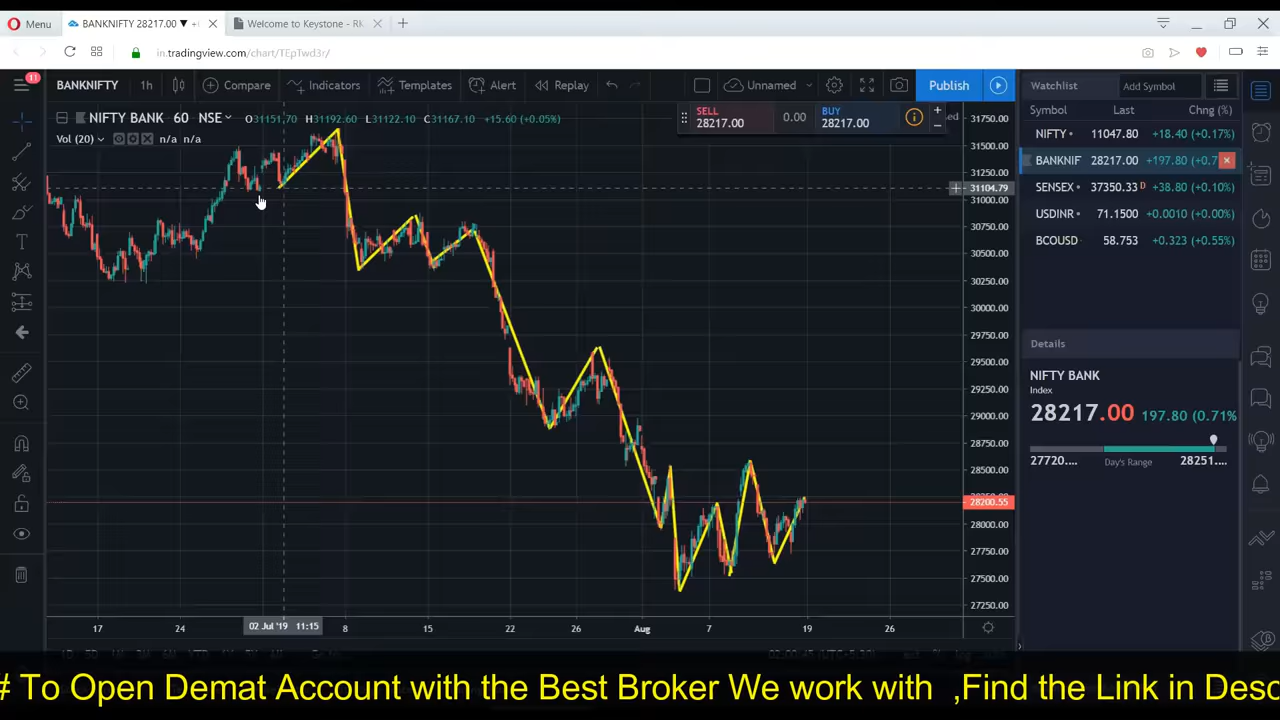 Menu
BANKNIFTY 28217.00 ▼
Welcome to Keystone - R
in.tradingview.com/chart/TEpTwd3r/
11
BANKNIFTY 1h Compare Indicators Templates Alert Replay Unnamed Publish
NIFTY BANK 60 NSE O31151.70 H31192.60 L31122.10 C31167.10 +15.60 (+0.05%)
Vol (20) n/a n/a
SELL
28217.00
0.00
BUY
28217.00
31750.00
31500.00
31250.00
31104.79
31000.00
30750.00
30500.00
30250.00
30000.00
29750.00
29500.00
29250.00
29000.00
28750.00
28500.00
28200.55
28000.00
27750.00
27500.00
27250.00
17 24 02 Jul '19 11:15 8 15 22 26 Aug 7 19 26
Watchlist Add Symbol
Symbol Last Chng (%)
NIFTY 11047.80 +18.40 (+0.17%)
BANKNIF 28217.00 +197.80 (+0.7
SENSEX 37350.33 D +38.80 (+0.10%)
USDINR 71.1500 +0.0010 (+0.00%)
BCOUSD 58.753 +0.323 (+0.55%)
Details
NIFTY BANK
Index
28217.00 197.80 (0.71%
27720.... Day's Range 28251....
# To Open Demat Account with the Best Broker We work with ,Find the Link in Desc